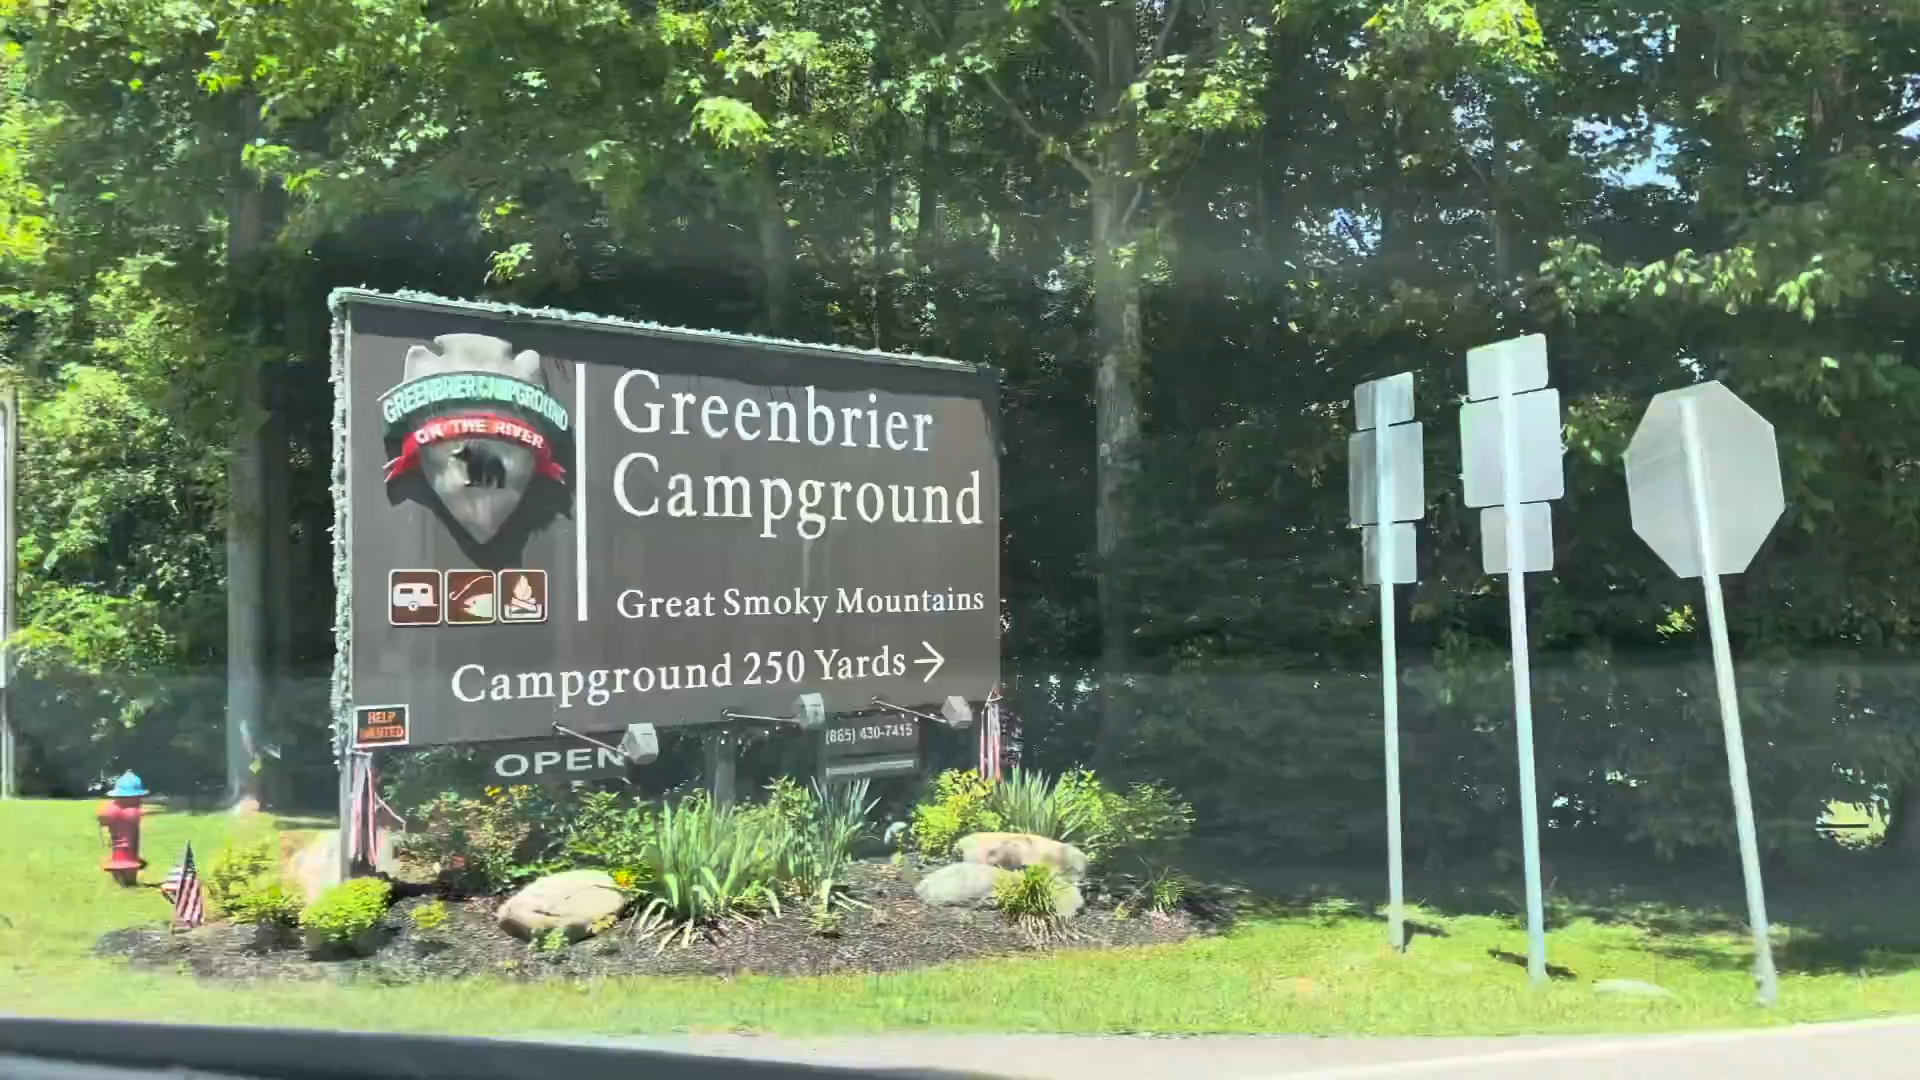 GREENBRIER CAMPGROUND
ON THE RIVER
Greenbrier
Campground
Great Smoky Mountains
Campground 250 Yards →
HELP
WANTED
OPEN
(865) 430-7415